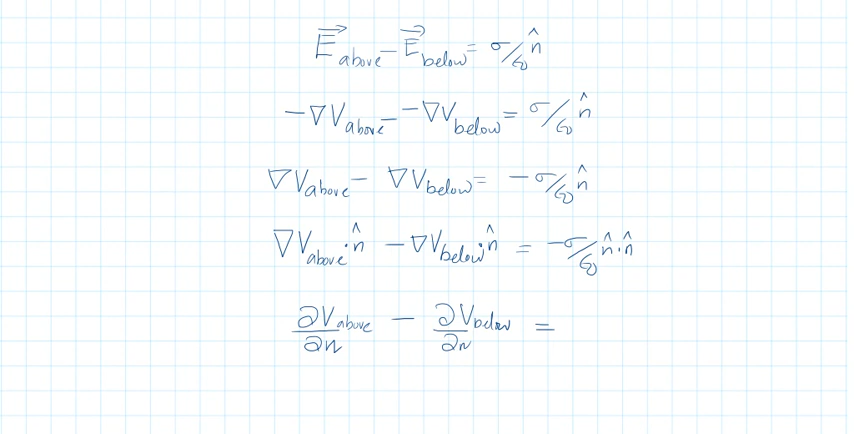 E⃗above − E⃗below = σ/ε₀ n̂
−∇Vabove − −∇Vbelow = σ/ε₀ n̂
∇Vabove − ∇Vbelow = −σ/ε₀ n̂
∇Vabove·n̂ − ∇Vbelow·n̂ = −σ/ε₀ n̂·n̂
∂Vabove/∂n − ∂Vbelow/∂n =